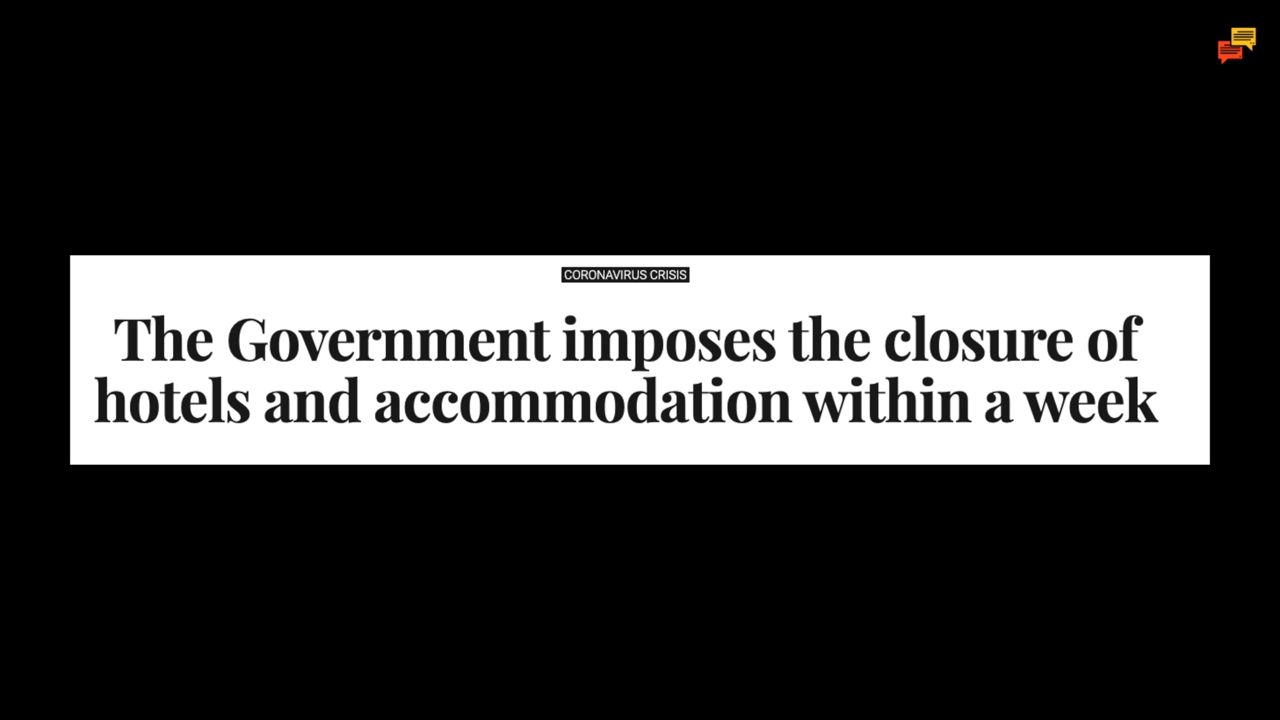 CORONAVIRUS CRISIS
The Government imposes the closure of
hotels and accommodation within a week